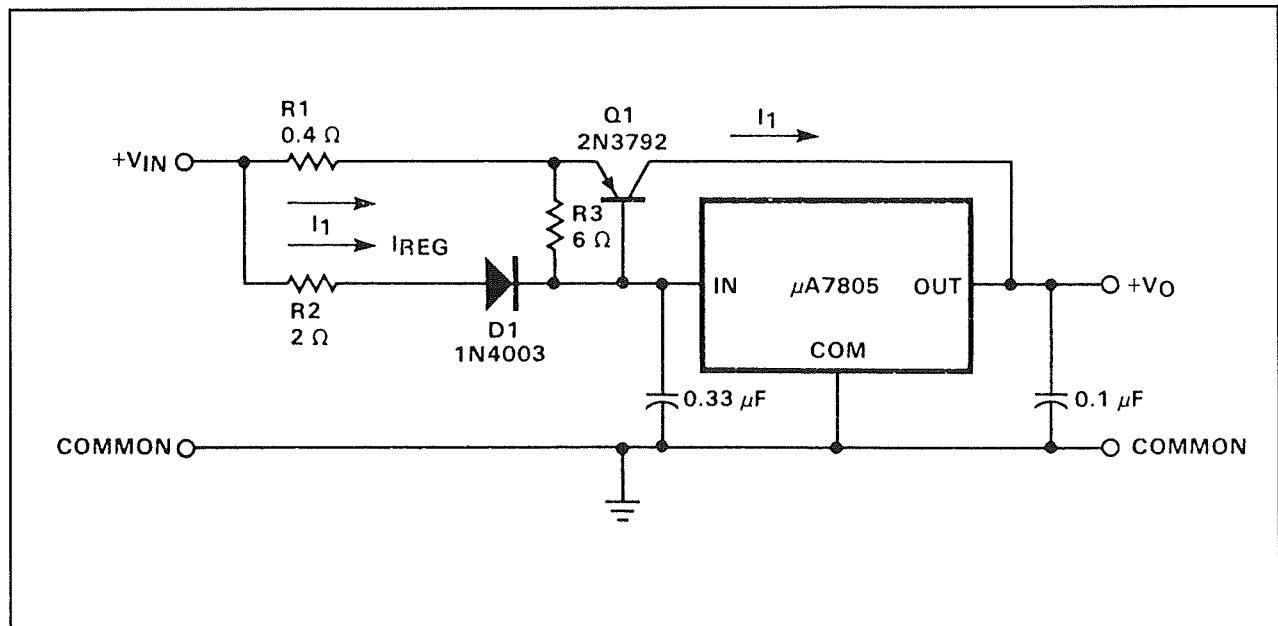 R1
0.4 Ω
Q1
2N3792
I1
+VIN
I1
IREG
R3
6 Ω
R2
2 Ω
D1
1N4003
IN
μA7805
OUT
COM
+VO
0.33 μF
0.1 μF
COMMON
COMMON